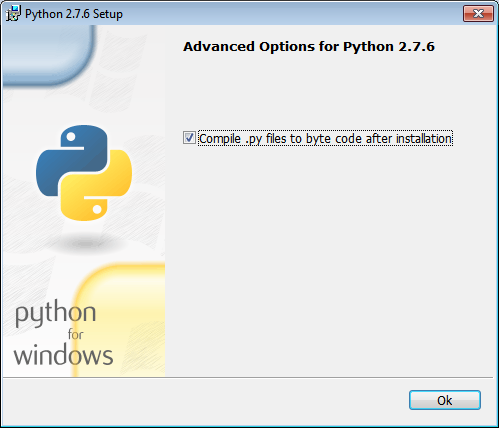 Python 2.7.6 Setup
Advanced Options for Python 2.7.6
Compile .py files to byte code after installation
python
for
windows
Ok